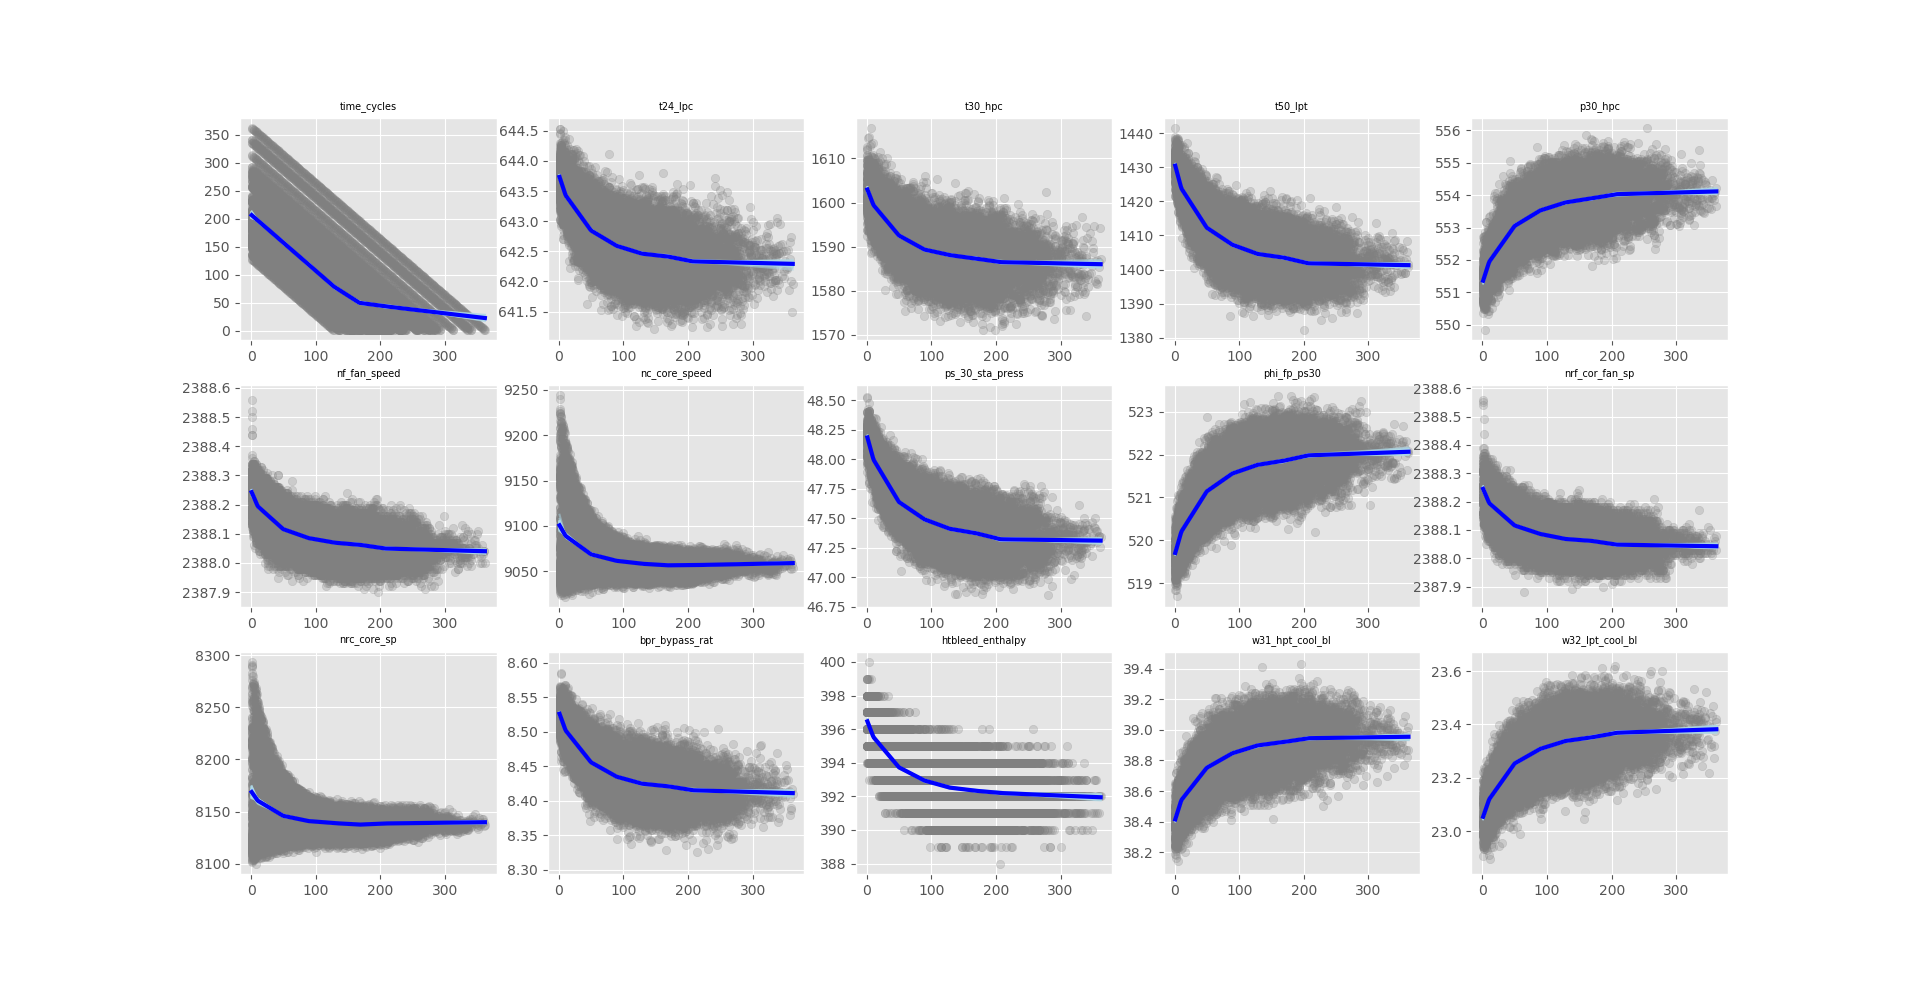 time_cycles t24_lpc t30_hpc t50_lpt p30_hpc
350 300 250 200 150 100 50 0
644.5 644.0 643.5 643.0 642.5 642.0 641.5
1610 1600 1590 1580 1570
1440 1430 1420 1410 1400 1390 1380
556 555 554 553 552 551 550
0 100 200 300 0 100 200 300 0 100 200 300 0 100 200 300 0 100 200 300
nf_fan_speed nc_core_speed ps_30_sta_press phi_fp_ps30 nrf_cor_fan_sp
2388.6 2388.5 2388.4 2388.3 2388.2 2388.1 2388.0 2387.9
9250 9200 9150 9100 9050
48.50 48.25 48.00 47.75 47.50 47.25 47.00 46.75
523 522 521 520 519
2388.6 2388.5 2388.4 2388.3 2388.2 2388.1 2388.0 2387.9
0 100 200 300 0 100 200 300 0 100 200 300 0 100 200 300 0 100 200 300
nrc_core_sp bpr_bypass_rat htbleed_enthalpy w31_hpt_cool_bl w32_lpt_cool_bl
8300 8250 8200 8150 8100
8.60 8.55 8.50 8.45 8.40 8.35 8.30
400 398 396 394 392 390 388
39.4 39.2 39.0 38.8 38.6 38.4 38.2
23.6 23.4 23.2 23.0
0 100 200 300 0 100 200 300 0 100 200 300 0 100 200 300 0 100 200 300